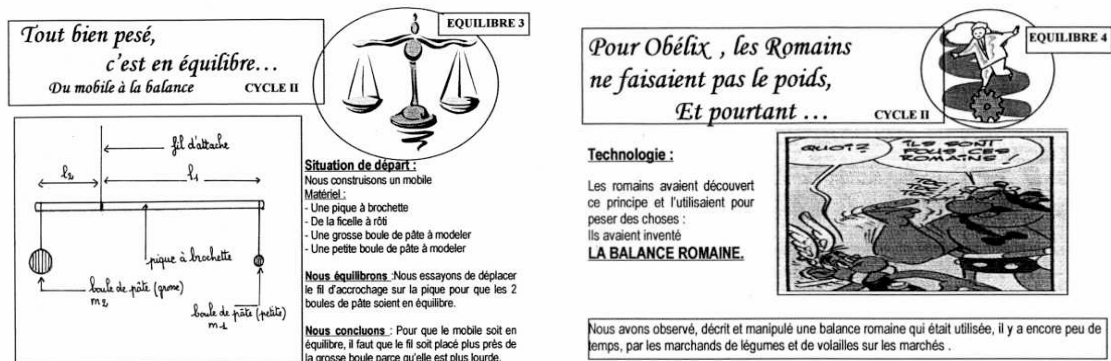 EQUILIBRE 3
Tout bien pesé,
c'est en équilibre...
Du mobile à la balance
CYCLE II
fil d'attache
l2
l1
pique à brochette
boule de pâte (grosse)
m2
boule de pâte (petite)
m1
Situation de départ :
Nous construisons un mobile
Matériel :
- Une pique à brochette
- De la ficelle à rôti
- Une grosse boule de pâte à modeler
- Une petite boule de pâte à modeler
Nous équilibrons :Nous essayons de déplacer
le fil d'accrochage sur la pique pour que les 2
boules de pâte soient en équilibre.
Nous concluons : Pour que le mobile soit en
équilibre, il faut que le fil soit placé plus près de
la grosse boule parce qu'elle est plus lourde.
EQUILIBRE 4
Pour Obélix , les Romains
ne faisaient pas le poids,
Et pourtant ...
CYCLE II
Technologie :
Les romains avaient découvert
ce principe et l'utilisaient pour
peser des choses :
Ils avaient inventé
LA BALANCE ROMAINE.
QUOI?
ILS SONT
FOUS CES
ROMAINS !
TOC!
TOC!
Nous avons observé, décrit et manipulé une balance romaine qui était utilisée, il y a encore peu de
temps, par les marchands de légumes et de volailles sur les marchés .